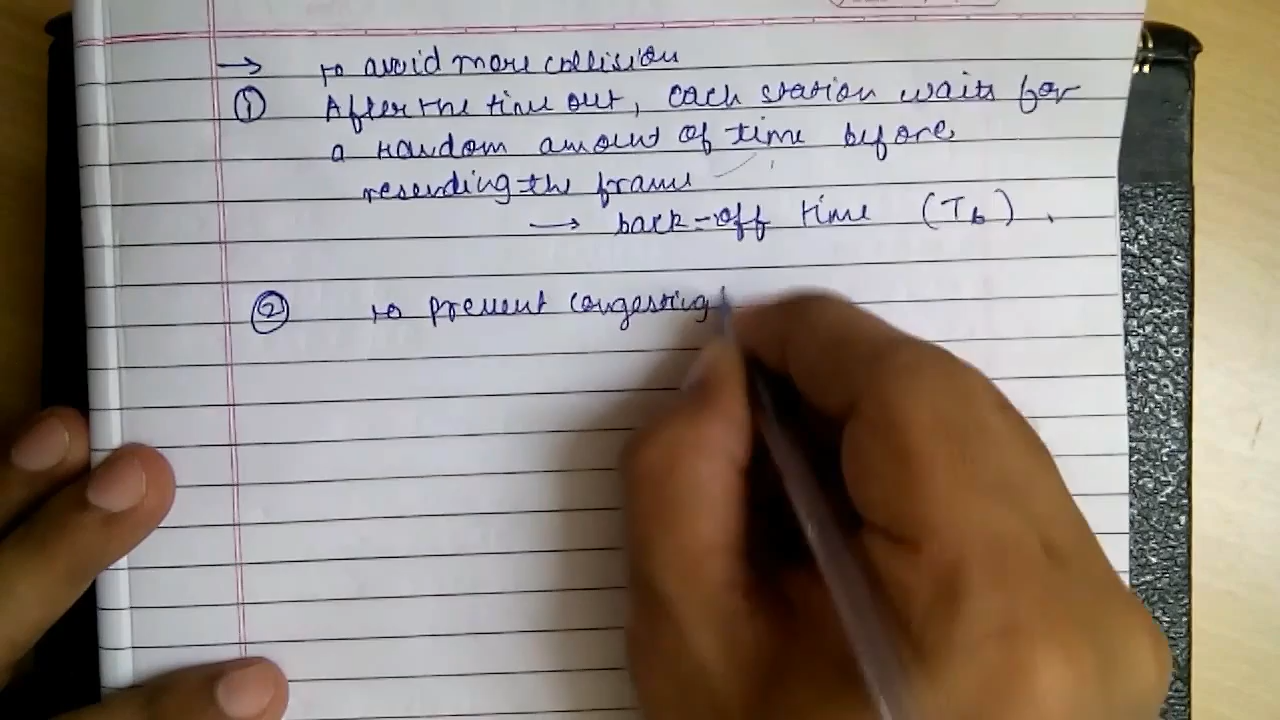 → to avoid more collision
① After the time out, each station waits for
a random amount of time before
resending the frame
→ back-off time (Tb).
② to prevent congesting